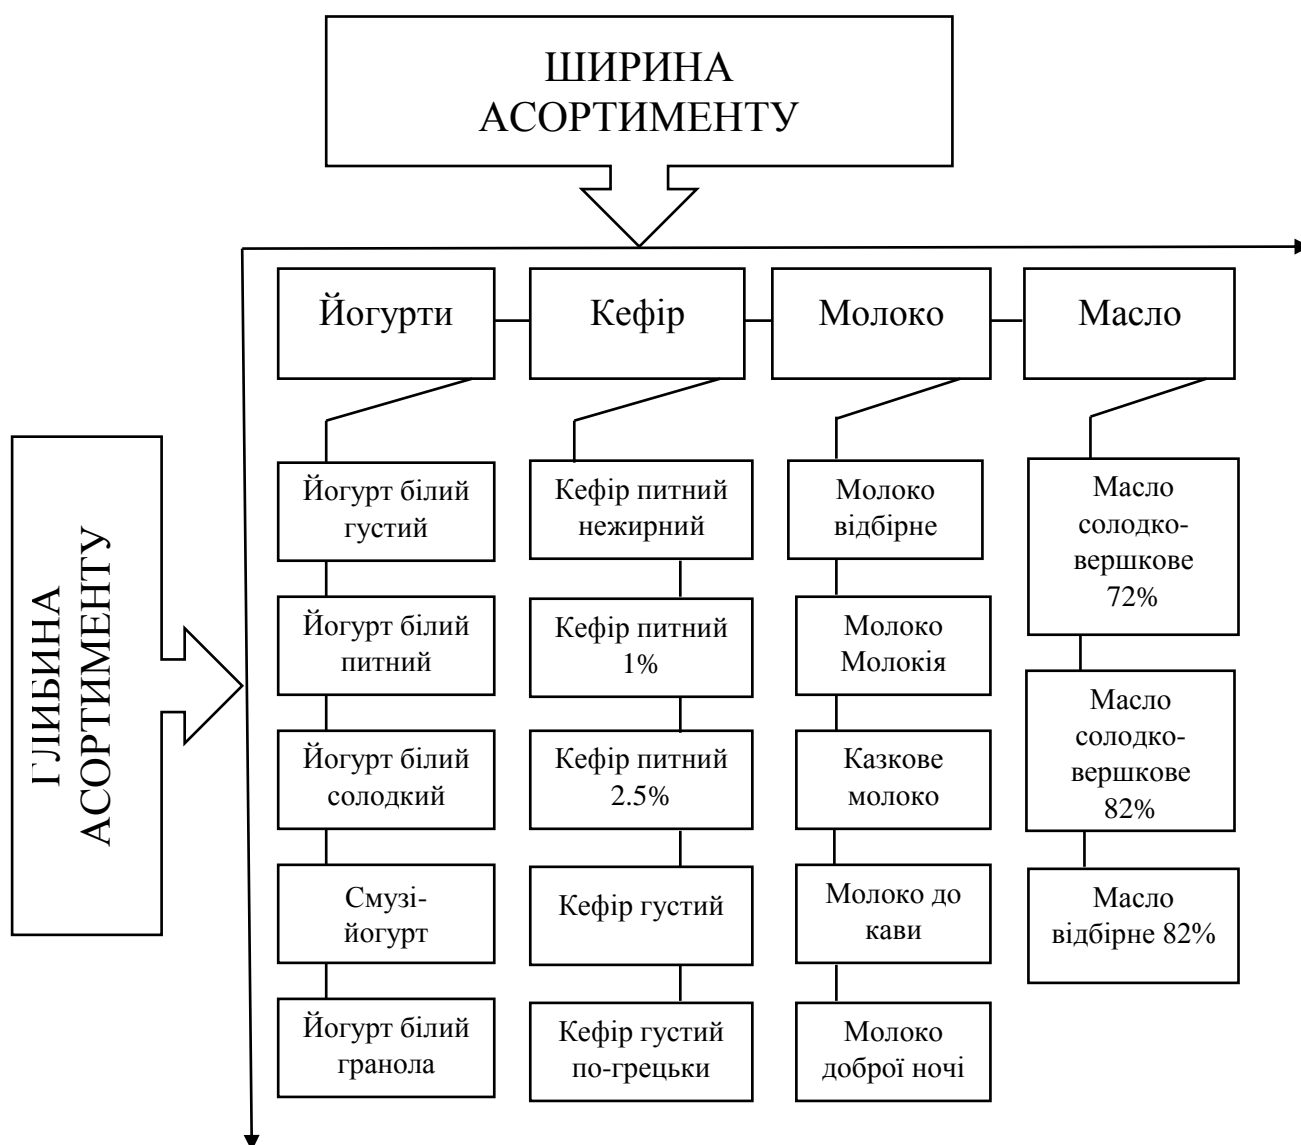 ШИРИНА
АСОРТИМЕНТУ
Йогурти
Кефір
Молоко
Масло
ГЛИБИНА
АСОРТИМЕНТУ
Йогурт білий
густий
Йогурт білий
питний
Йогурт білий
солодкий
Смузі-
йогурт
Йогурт білий
гранола
Кефір питний
нежирний
Кефір питний
1%
Кефір питний
2.5%
Кефір густий
Кефір густий
по-грецьки
Молоко
відбірне
Молоко
Молокія
Казкове
молоко
Молоко до
кави
Молоко
доброї ночі
Масло
солодко-
вершкове
72%
Масло
солодко-
вершкове
82%
Масло
відбірне 82%